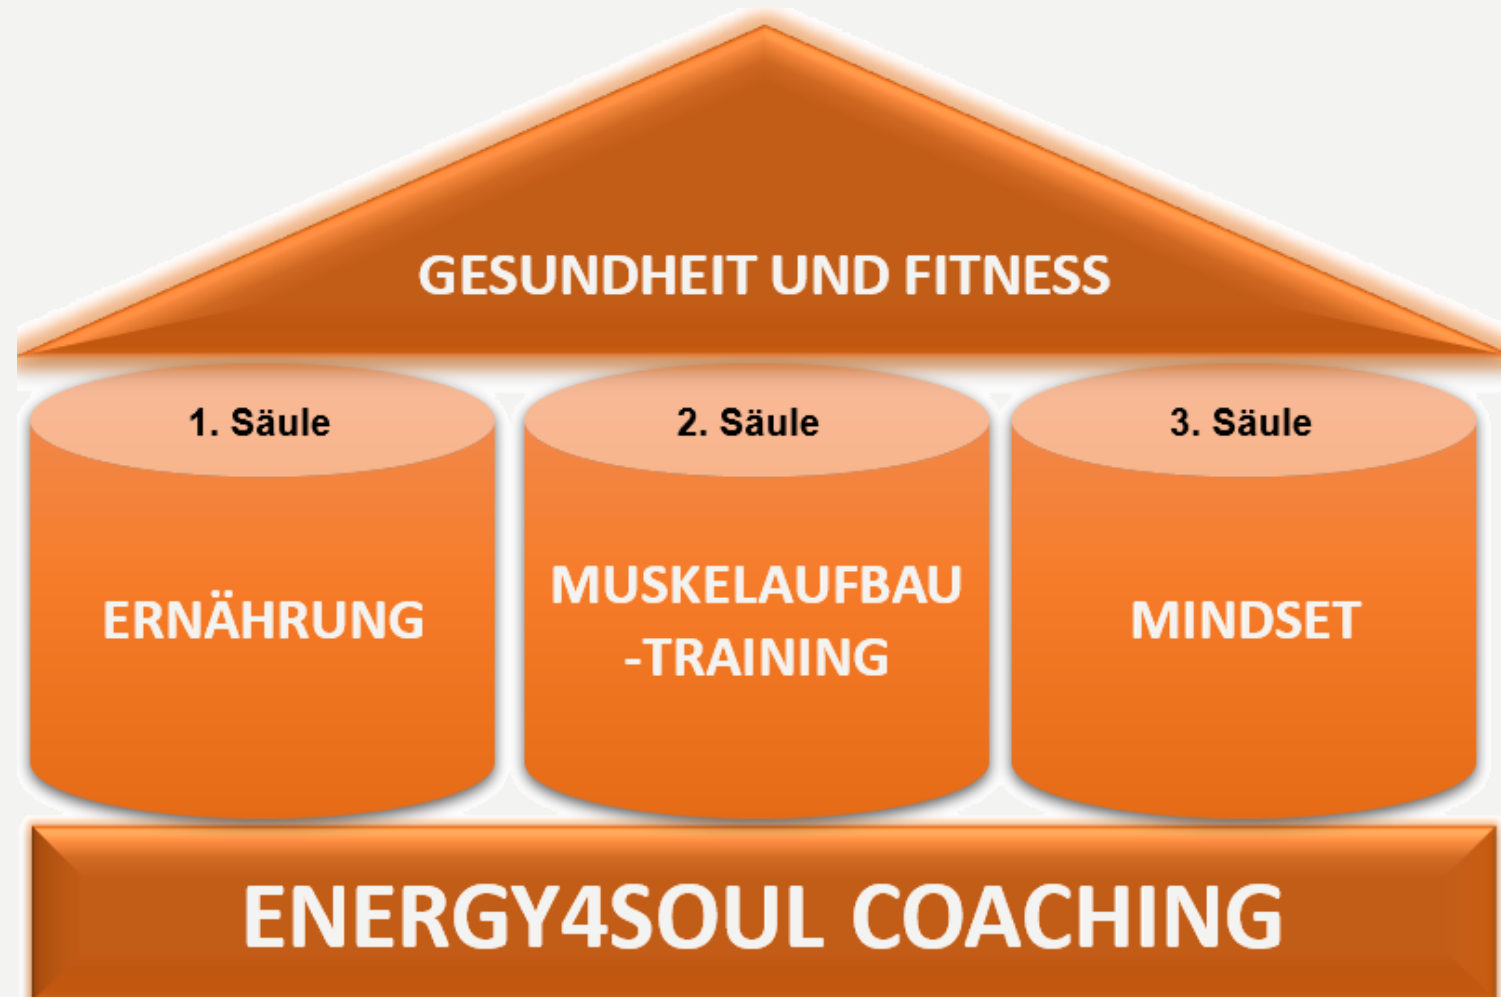 GESUNDHEIT UND FITNESS
1. Säule
2. Säule
3. Säule
ERNÄHRUNG
MUSKELAUFBAU
-TRAINING
MINDSET
ENERGY4SOUL COACHING